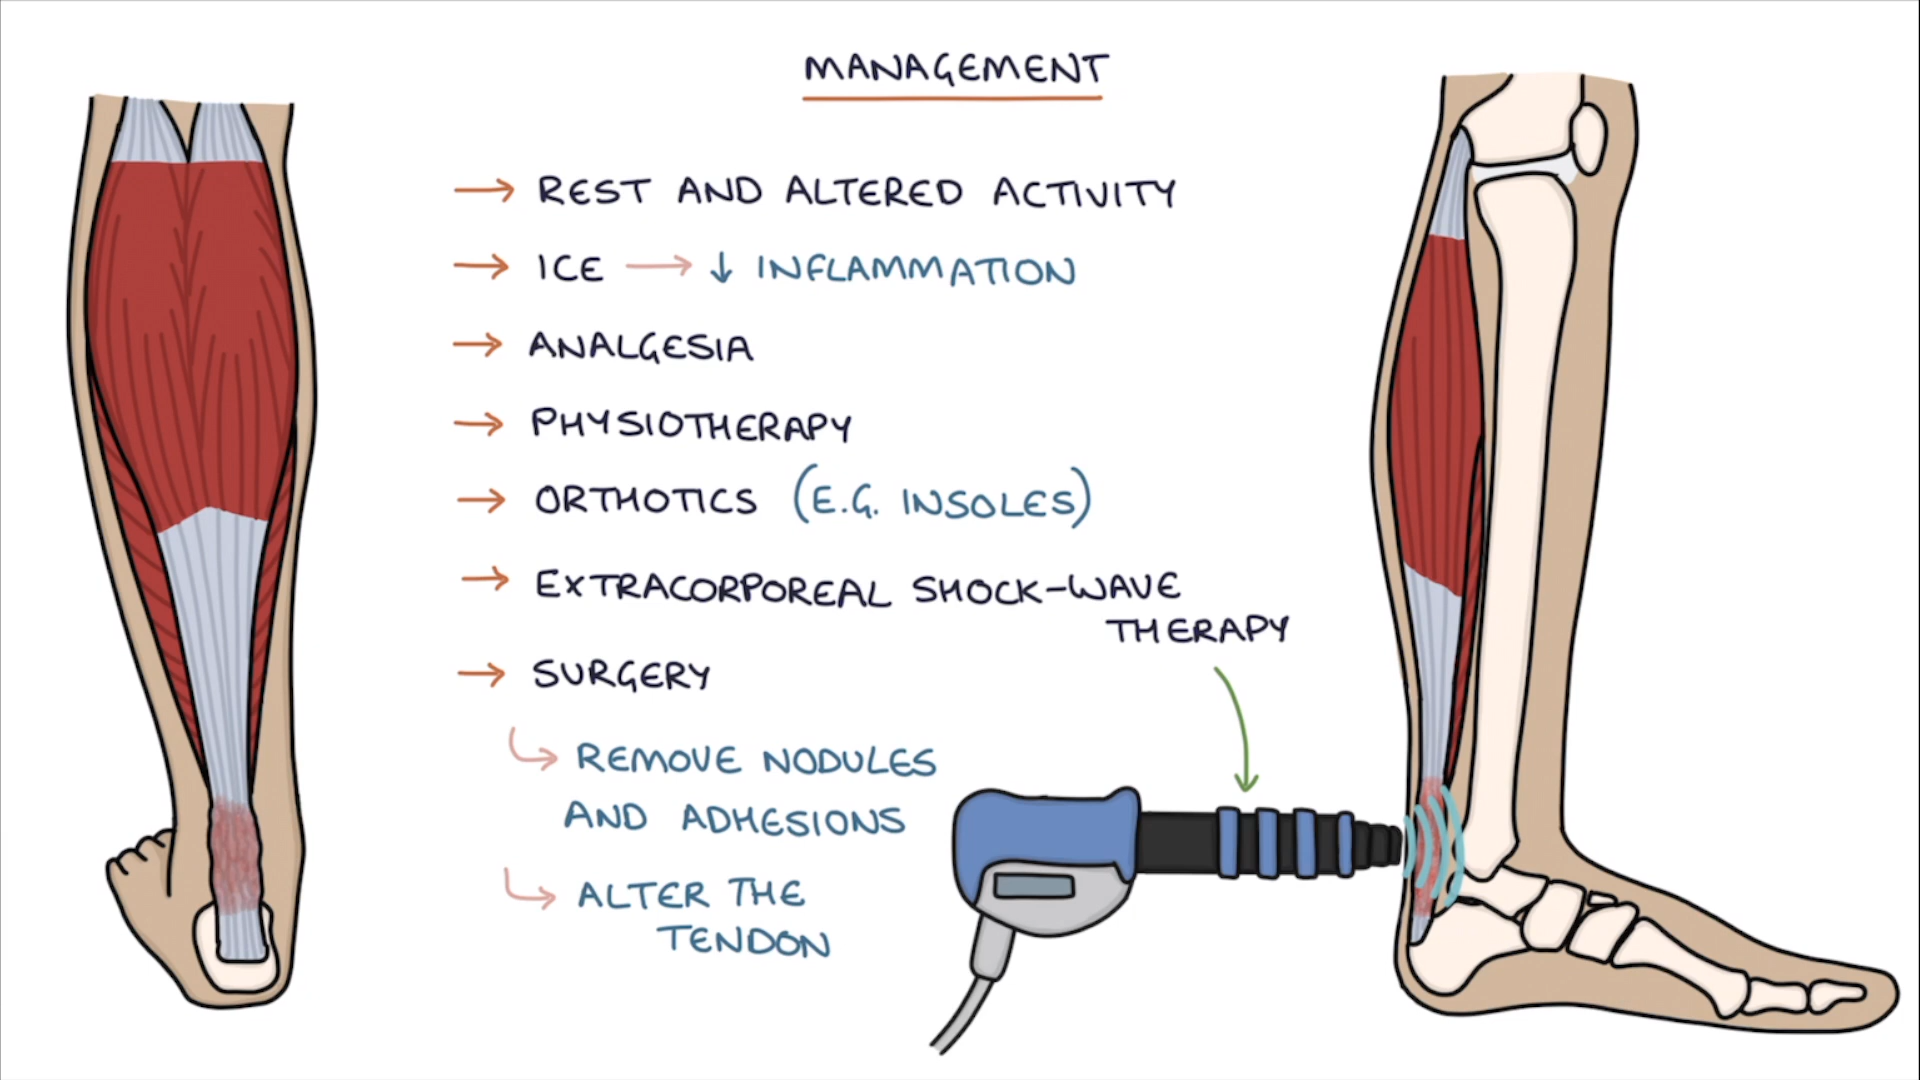 MANAGEMENT
→ REST AND ALTERED ACTIVITY
→ ICE → ↓ INFLAMMATION
→ ANALGESIA
→ PHYSIOTHERAPY
→ ORTHOTICS (E.G. INSOLES)
→ EXTRACORPOREAL SHOCK-WAVE
THERAPY
→ SURGERY
↳ REMOVE NODULES
AND ADHESIONS
↳ ALTER THE
TENDON